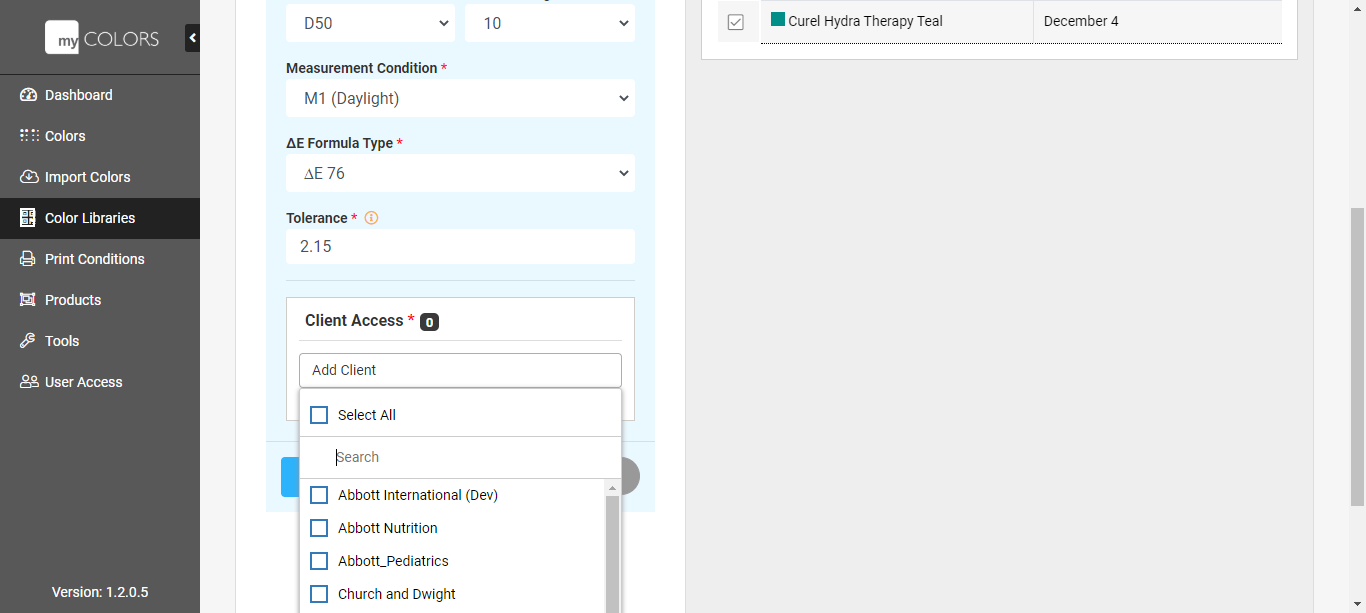 my COLORS
Dashboard
Colors
Import Colors
Color Libraries
Print Conditions
Products
Tools
User Access
Version: 1.2.0.5
D50
10
Measurement Condition *
M1 (Daylight)
ΔE Formula Type *
ΔE 76
Tolerance *
2.15
Client Access * 0
Add Client
Select All
Search
Abbott International (Dev)
Abbott Nutrition
Abbott_Pediatrics
Church and Dwight
Curel Hydra Therapy Teal
December 4